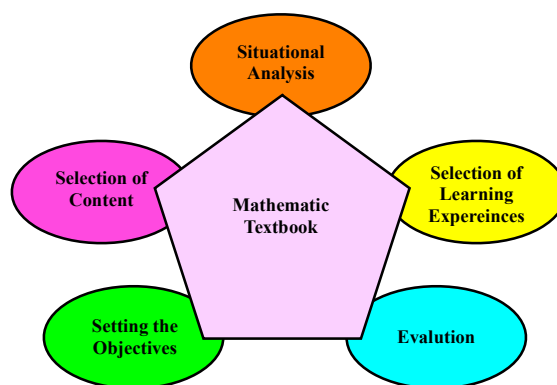 Situational
Analysis
Selection of
Content
Selection of
Learning
Expereinces
Mathematic
Textbook
Setting the
Objectives
Evalution